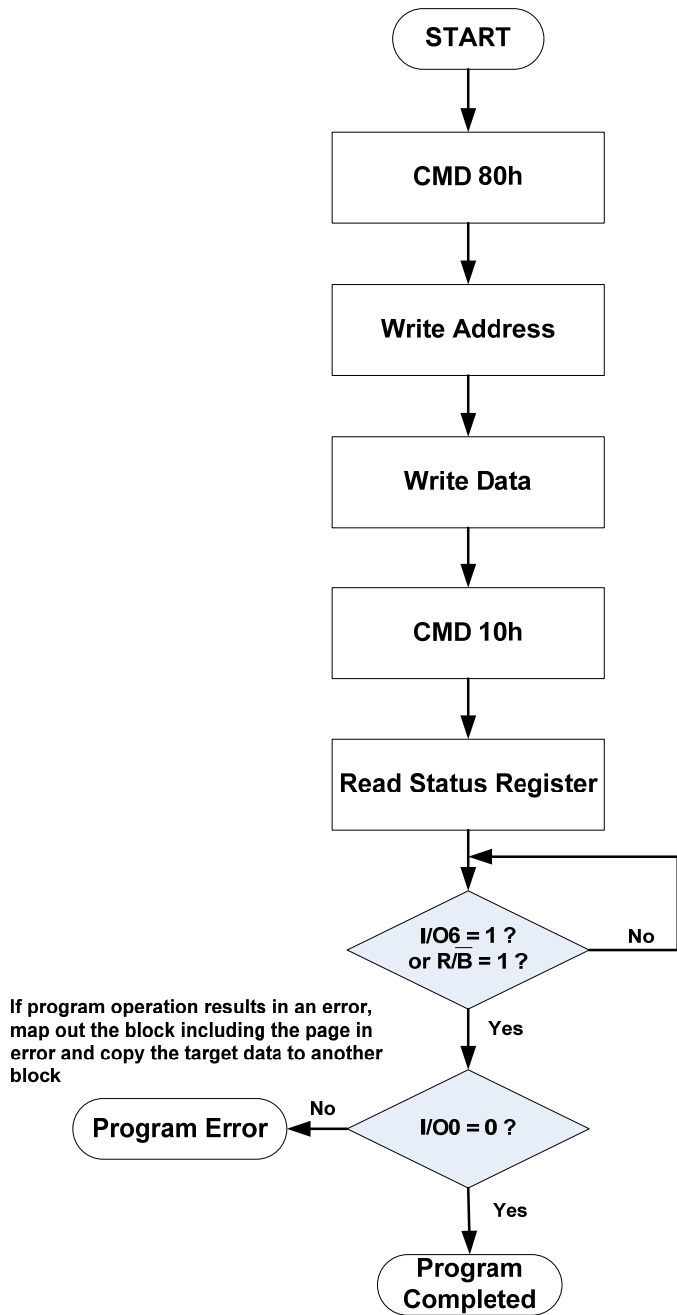 START
CMD 80h
Write Address
Write Data
CMD 10h
Read Status Register
I/O6 = 1 ?
or R/B̅ = 1 ?
No
Yes
If program operation results in an error,
map out the block including the page in
error and copy the target data to another
block
No
Program Error
I/O0 = 0 ?
Yes
Program
Completed